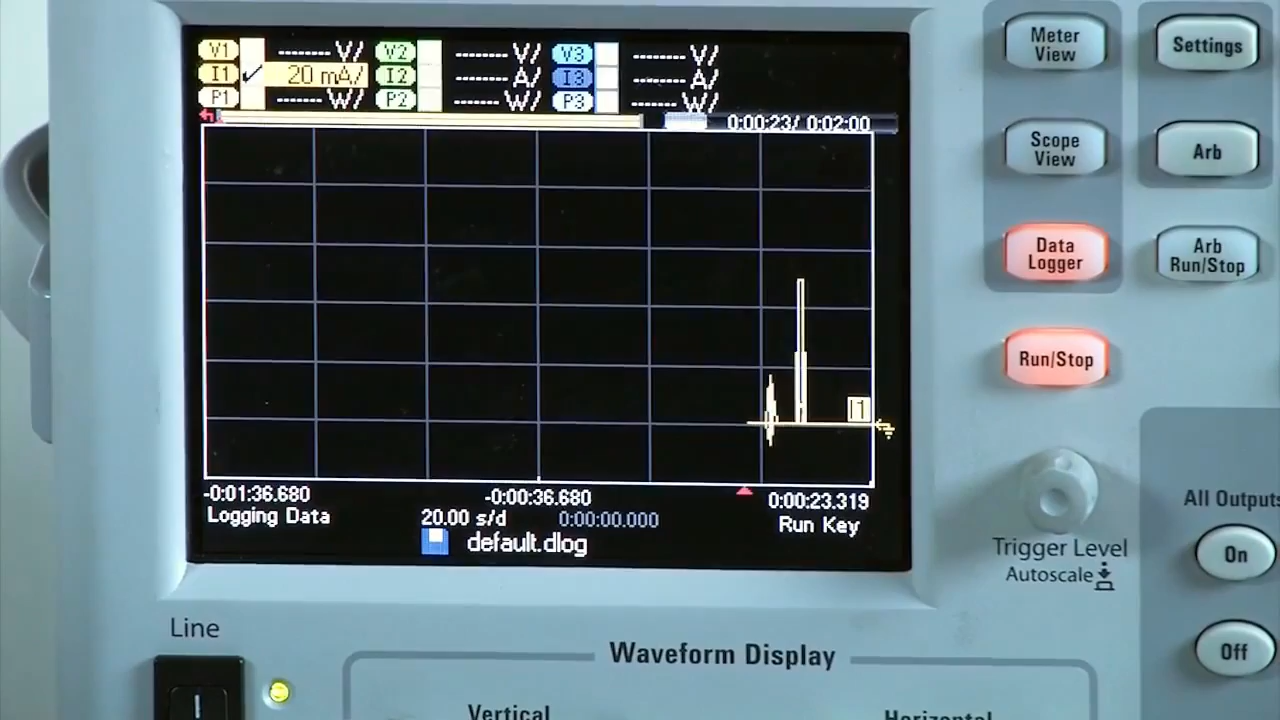 V1 ------ V/ V2 ------ V/ V3 ------ V/
I1 ✓ 20 mA/ I2 ------ A/ I3 ------ A/
P1 ------ W/ P2 ------ W/ P3 ------ W/
0:00:23/ 0:02:00
I1
-0:01:36.680 -0:00:36.680 0:00:23.319
Logging Data 20.00 s/d 0:00:00.000 Run Key
default.dlog
Meter
View
Settings
Scope
View
Arb
Data
Logger
Arb
Run/Stop
Run/Stop
Trigger Level
Autoscale
All Outputs
On
Off
Line
Waveform Display
Vertical
Horizontal